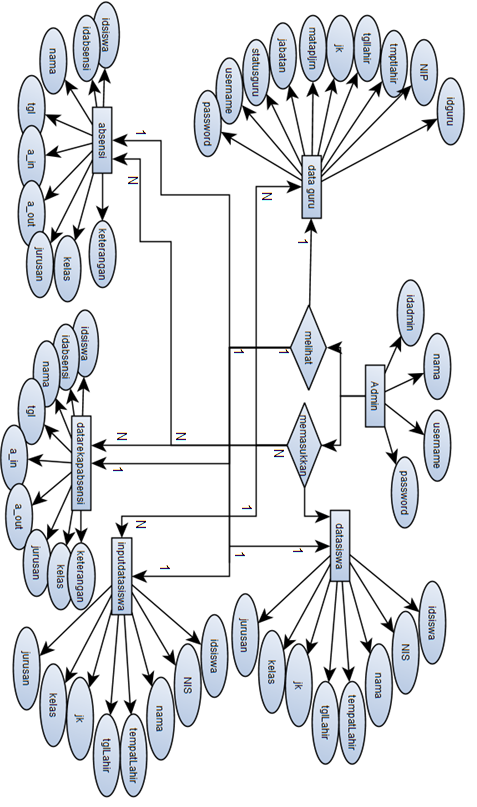 idadmin
nama
username
password
Admin
idguru
NIP
tmptlahir
tgllahir
jk
matapljrn
jabatan
statusguru
username
password
data guru
melihat
memasukkan
datasiswa
idsiswa
NIS
nama
tempatLahir
tglLahir
jk
kelas
jurusan
idsiswa
idabsensi
nama
tgl
a_in
a_out
jurusan
kelas
keterangan
absensi
idsiswa
idabsensi
nama
tgl
a_in
a_out
jurusan
kelas
keterangan
datarekapabsensi
inputdatasiswa
idsiswa
NIS
nama
tempatLahir
tglLahir
jk
kelas
jurusan
1
N
1
N
1
1
N
N
N
1
1
N
1
1
1